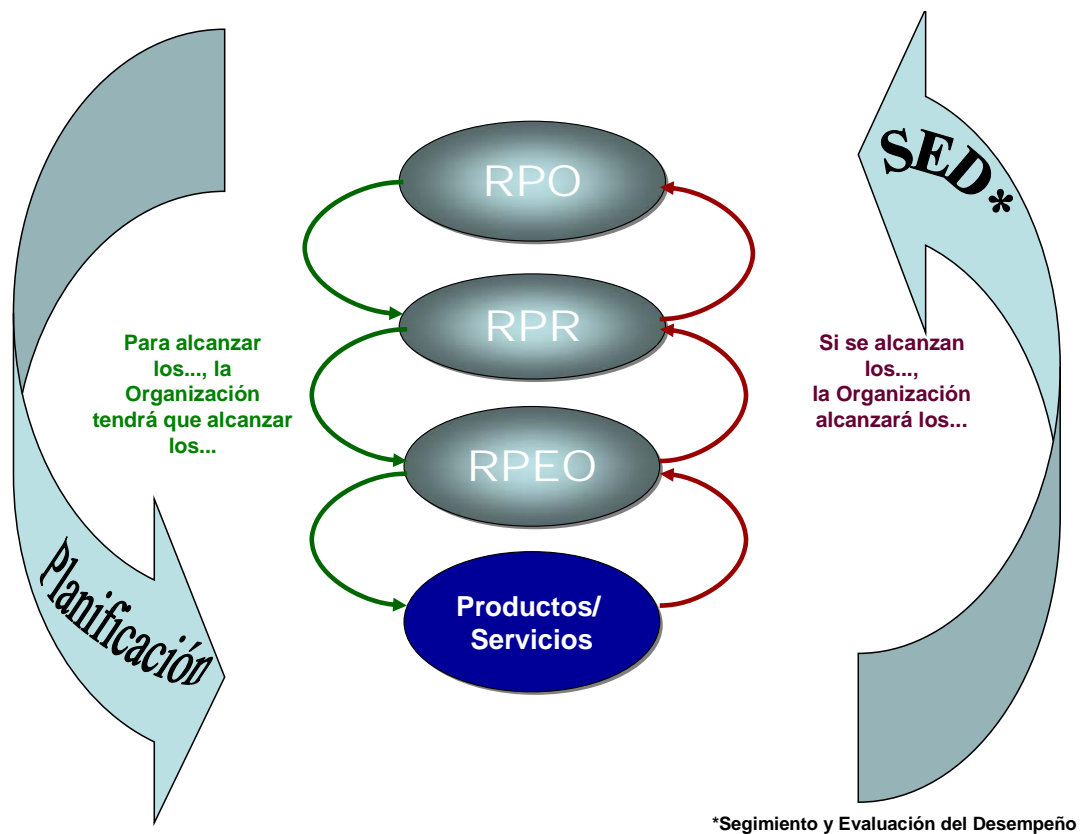 SED*
RPO
RPR
Para alcanzar
los..., la
Organización
tendrá que alcanzar
los...
Si se alcanzan
los...,
la Organización
alcanzará los...
RPEO
Planificación
Productos/
Servicios
*Segimiento y Evaluación del Desempeño